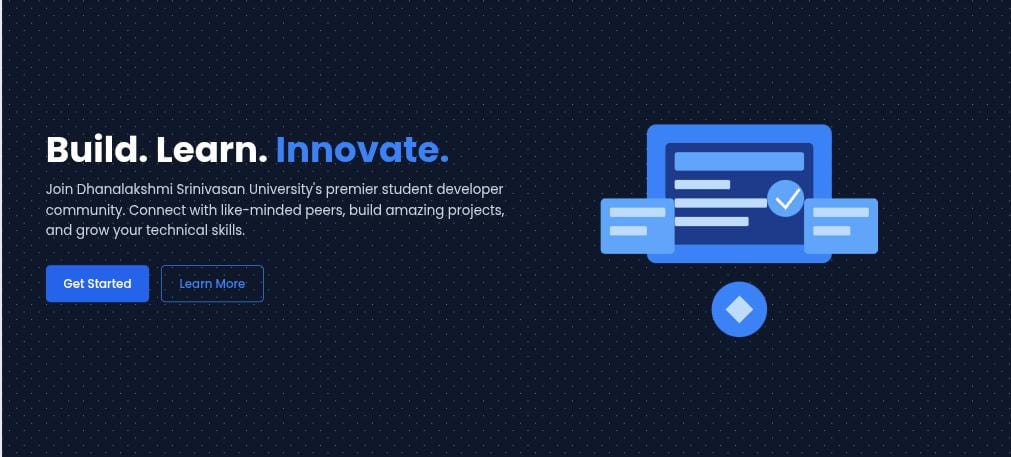 Build. Learn. Innovate.
Join Dhanalakshmi Srinivasan University's premier student developer
community. Connect with like-minded peers, build amazing projects,
and grow your technical skills.
Get Started
Learn More